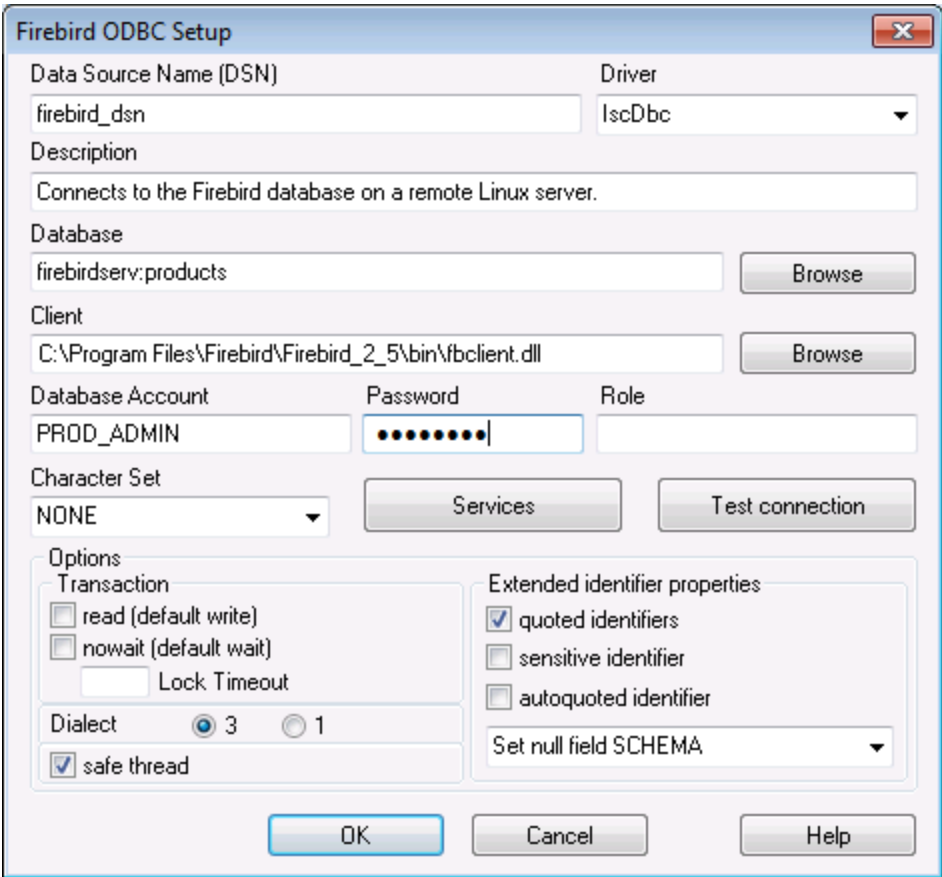 Firebird ODBC Setup
Data Source Name (DSN) Driver
firebird_dsn IscDbc
Description
Connects to the Firebird database on a remote Linux server.
Database
firebirdserv:products Browse
Client
C:\Program Files\Firebird\Firebird_2_5\bin\fbclient.dll Browse
Database Account Password Role
PROD_ADMIN ●●●●●●●●
Character Set
NONE Services Test connection
Options
Transaction Extended identifier properties
read (default write) quoted identifiers
nowait (default wait) sensitive identifier
Lock Timeout autoquoted identifier
Dialect 3 1
Set null field SCHEMA
safe thread
OK Cancel Help